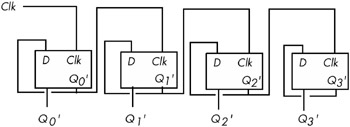 Clk
D Clk D Clk D Clk D Clk
Q0' Q1' Q2' Q3'
Q0' Q1' Q2' Q3'